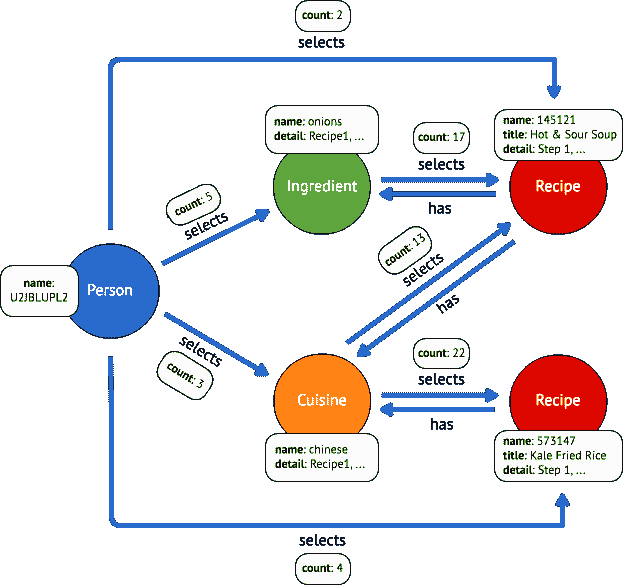 count: 2
selects
name: onions
detail: Recipe1, ...
Ingredient
count: 17
selects
has
name: 145121
title: Hot & Sour Soup
detail: Step 1, ...
Recipe
count: 5
selects
count: 13
selects
has
name:
U2JBLUPL2
Person
selects
count: 3
Cuisine
name: chinese
detail: Recipe1, ...
count: 22
selects
has
Recipe
name: 573147
title: Kale Fried Rice
detail: Step 1, ...
selects
count: 4